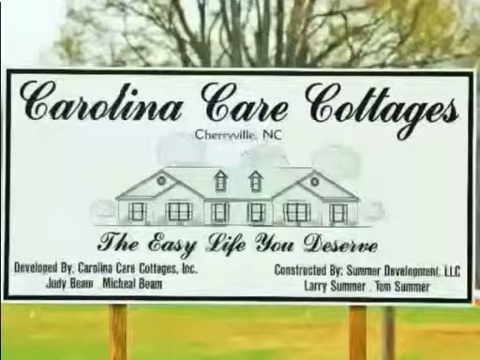 Carolina Care Cottages
Cherryville, NC
The Easy Life You Deserve
Developed By: Carolina Care Cottages, Inc.
Judy Beam . Micheal Beam
Constructed By: Summer Development, LLC
Larry Summer . Tom Summer